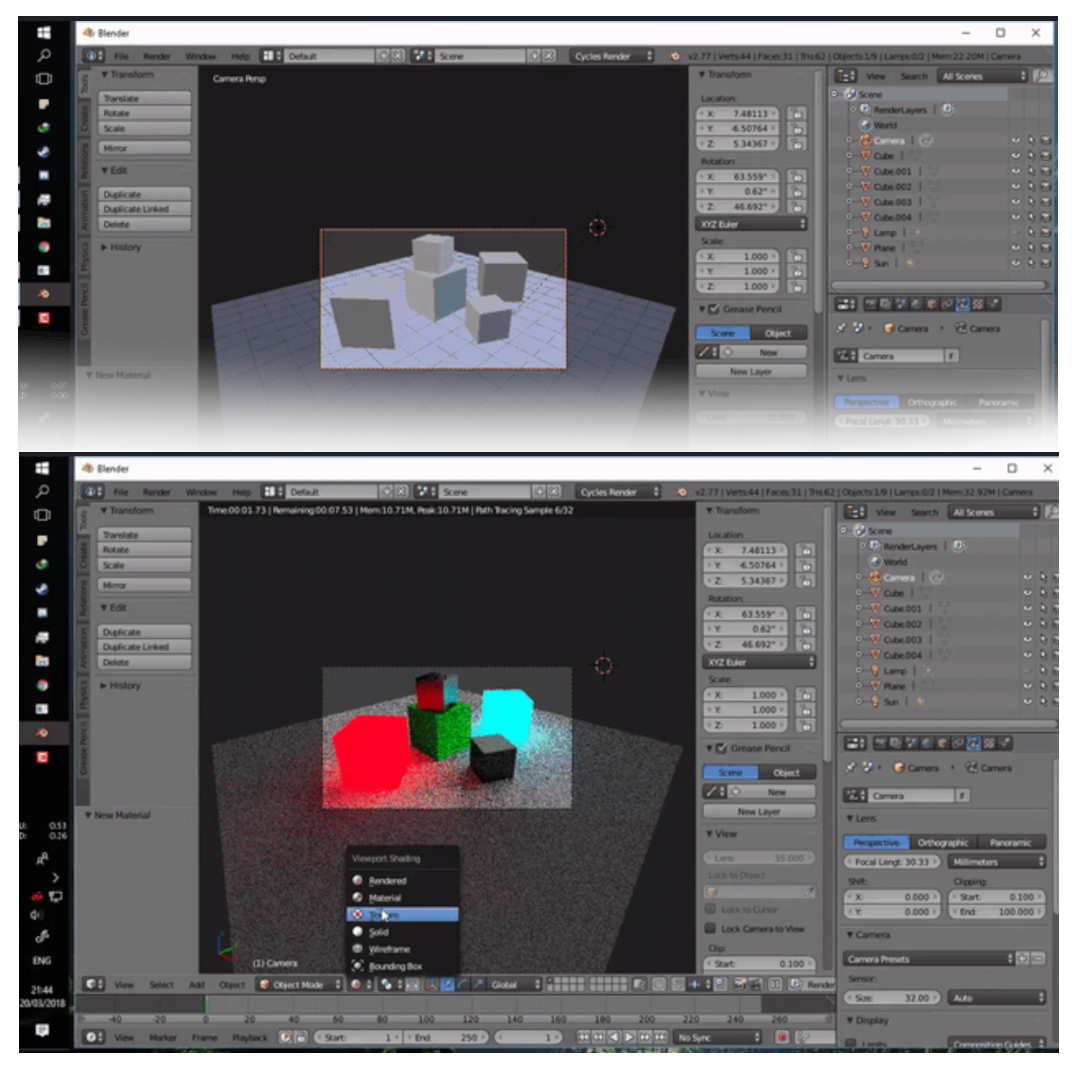 Blender
File Render Window Help Default Scene Cycles Render v2.77 | Verts:44 | Faces:31 | Tris:62 | Objects:1/9 | Lamps:0/2 | Mem:22.20M | Camera
Transform
Translate
Rotate
Scale
Mirror
Edit
Duplicate
Duplicate Linked
Delete
History
New Material
Tools
Create
Relations
Animation
Physics
Grease Pencil
Camera Persp
Transform
Location:
X: 7.48113
Y: -6.50764
Z: 5.34367
Rotation:
X: 63.559°
Y: 0.62°
Z: 46.692°
XYZ Euler
Scale:
X: 1.000
Y: 1.000
Z: 1.000
Grease Pencil
Scene Object
New
New Layer
View
Lens: 35.000
View Search All Scenes
Scene
RenderLayers
World
Camera
Cube
Cube.001
Cube.002
Cube.003
Cube.004
Lamp
Plane
Sun
Camera Camera
Camera F
Lens
Perspective Orthographic Panoramic
Focal Lengt: 30.33 Millimeters
U: 0.07
D: 0.00
Blender
File Render Window Help Default Scene Cycles Render v2.77 | Verts:44 | Faces:31 | Tris:62 | Objects:1/9 | Lamps:0/2 | Mem:32.92M | Camera
Transform
Translate
Rotate
Scale
Mirror
Edit
Duplicate
Duplicate Linked
Delete
History
New Material
Tools
Create
Relations
Animation
Physics
Grease Pencil
Time:00:01.73 | Remaining:00:07.53 | Mem:10.71M, Peak:10.71M | Path Tracing Sample 6/32
Viewport Shading
Rendered
Material
Texture
Solid
Wireframe
Bounding Box
(1) Camera
View Select Add Object Object Mode Global Render
-40 -20 0 20 40 60 80 100 120 140 160 180 200 220 240 260
View Marker Frame Playback Start: 1 End: 250 1 No Sync
Transform
Location:
X: 7.48113
Y: -6.50764
Z: 5.34367
Rotation:
X: 63.559°
Y: 0.62°
Z: 46.692°
XYZ Euler
Scale:
X: 1.000
Y: 1.000
Z: 1.000
Grease Pencil
Scene Object
New
New Layer
View
Lens: 35.000
Lock to Object:
Lock to Cursor
Lock Camera to View
Clip:
Start: 0.100
View Search All Scenes
Scene
RenderLayers
World
Camera
Cube
Cube.001
Cube.002
Cube.003
Cube.004
Lamp
Plane
Sun
Camera Camera
Camera F
Lens
Perspective Orthographic Panoramic
Focal Lengt: 30.33 Millimeters
Shift: Clipping:
X: 0.000 Start: 0.100
Y: 0.000 End: 100.000
Camera
Camera Presets
Sensor:
Size: 32.00 Auto
Display
Limits Composition Guides
U: 0.53
D: 0.26
ENG
21:44
20/03/2018